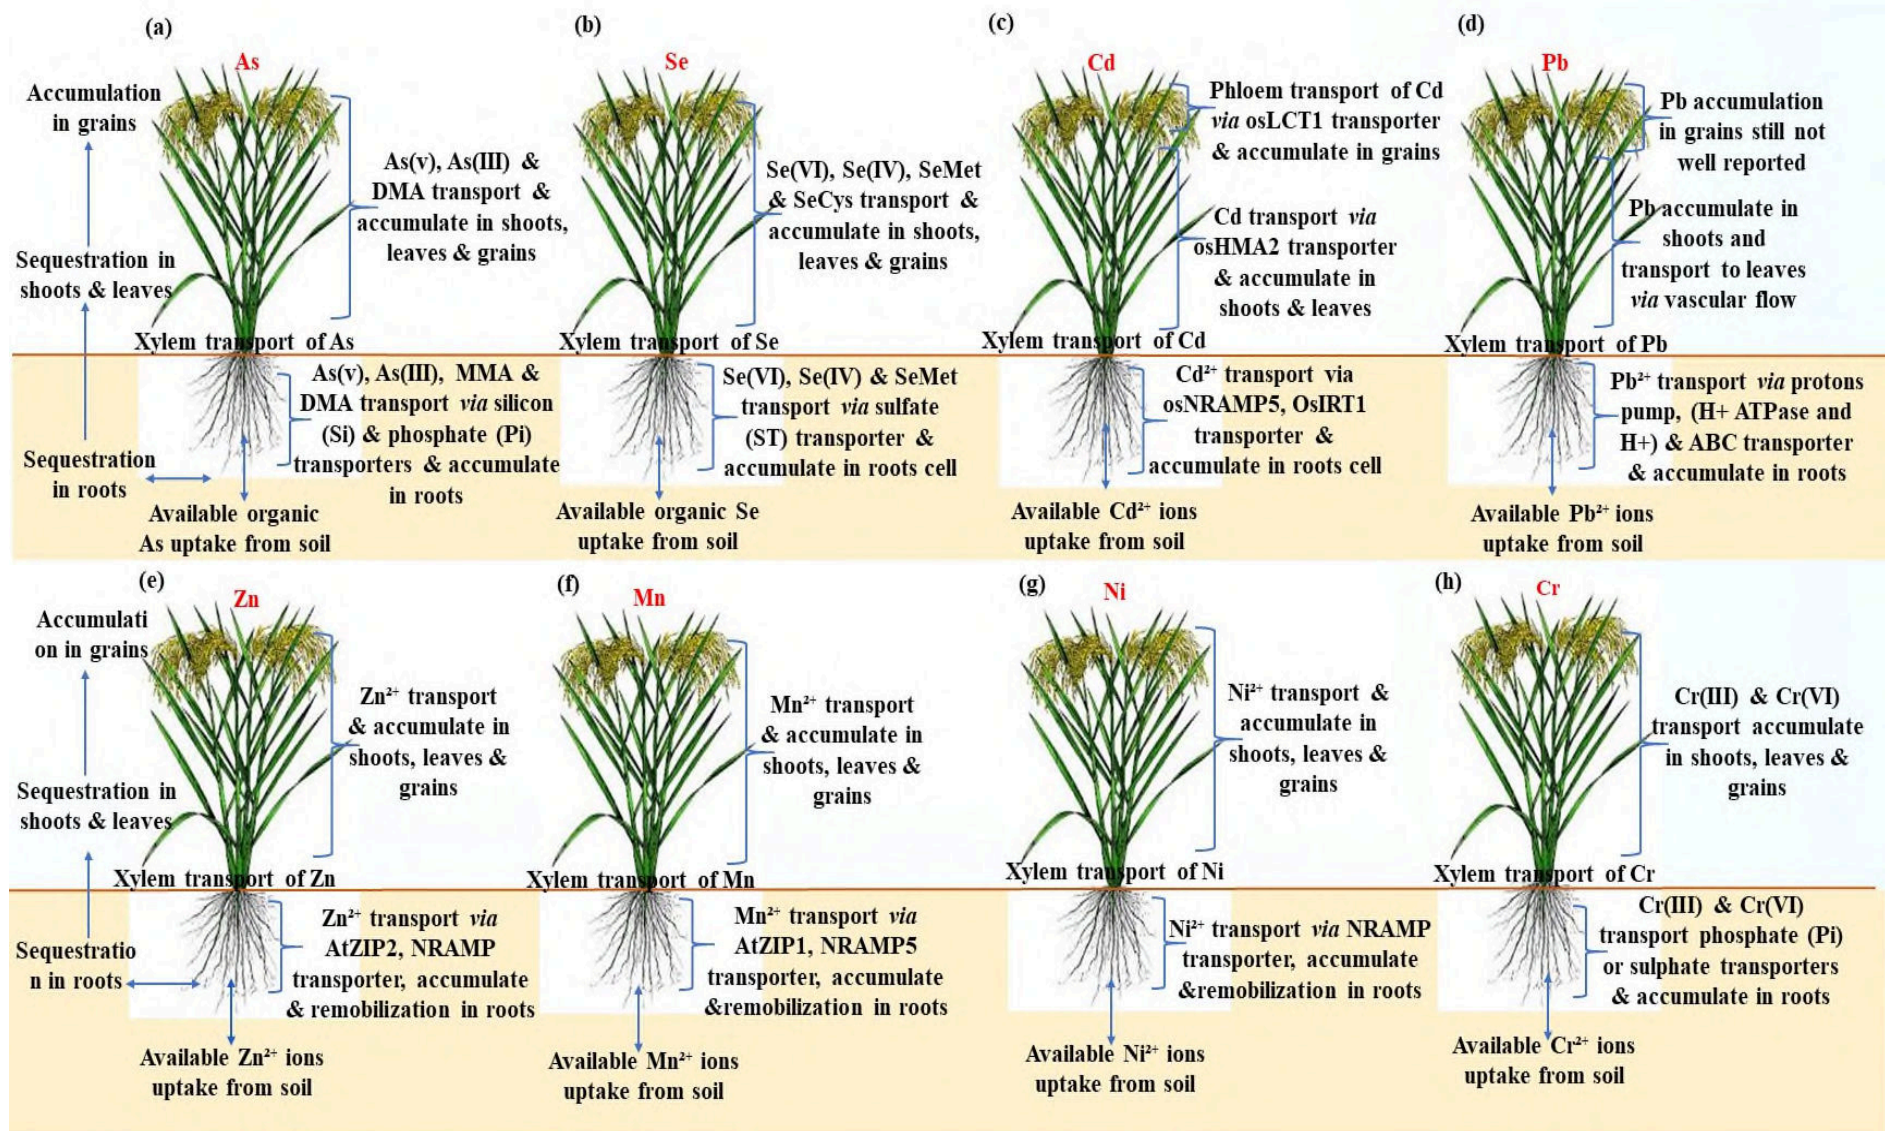 (a)
As
Accumulation
in grains
Sequestration in
shoots & leaves
Sequestration
in roots
As(v), As(III) &
DMA transport &
accumulate in shoots,
leaves & grains
Xylem transport of As
As(v), As(III), MMA &
DMA transport via silicon
(Si) & phosphate (Pi)
transporters & accumulate
in roots
Available organic
As uptake from soil
(b)
Se
Se(VI), Se(IV), SeMet
& SeCys transport &
accumulate in shoots,
leaves & grains
Xylem transport of Se
Se(VI), Se(IV) & SeMet
transport via sulfate
(ST) transporter &
accumulate in roots cell
Available organic Se
uptake from soil
(c)
Cd
Phloem transport of Cd
via osLCT1 transporter
& accumulate in grains
Cd transport via
osHMA2 transporter
& accumulate in
shoots & leaves
Xylem transport of Cd
Cd²⁺ transport via
osNRAMP5, OsIRT1
transporter &
accumulate in roots cell
Available Cd²⁺ ions
uptake from soil
(d)
Pb
Pb accumulation
in grains still not
well reported
Pb accumulate in
shoots and
transport to leaves
via vascular flow
Xylem transport of Pb
Pb²⁺ transport via protons
pump, (H+ ATPase and
H+) & ABC transporter
& accumulate in roots
Available Pb²⁺ ions
uptake from soil
(e)
Zn
Accumulati
on in grains
Sequestration in
shoots & leaves
Sequestratio
n in roots
Zn²⁺ transport
& accumulate in
shoots, leaves &
grains
Xylem transport of Zn
Zn²⁺ transport via
AtZIP2, NRAMP
transporter, accumulate
& remobilization in roots
Available Zn²⁺ ions
uptake from soil
(f)
Mn
Mn²⁺ transport
& accumulate in
shoots, leaves &
grains
Xylem transport of Mn
Mn²⁺ transport via
AtZIP1, NRAMP5
transporter, accumulate
&remobilization in roots
Available Mn²⁺ ions
uptake from soil
(g)
Ni
Ni²⁺ transport &
accumulate in
shoots, leaves &
grains
Xylem transport of Ni
Ni²⁺ transport via NRAMP
transporter, accumulate
&remobilization in roots
Available Ni²⁺ ions
uptake from soil
(h)
Cr
Cr(III) & Cr(VI)
transport accumulate
in shoots, leaves &
grains
Xylem transport of Cr
Cr(III) & Cr(VI)
transport phosphate (Pi)
or sulphate transporters
& accumulate in roots
Available Cr²⁺ ions
uptake from soil